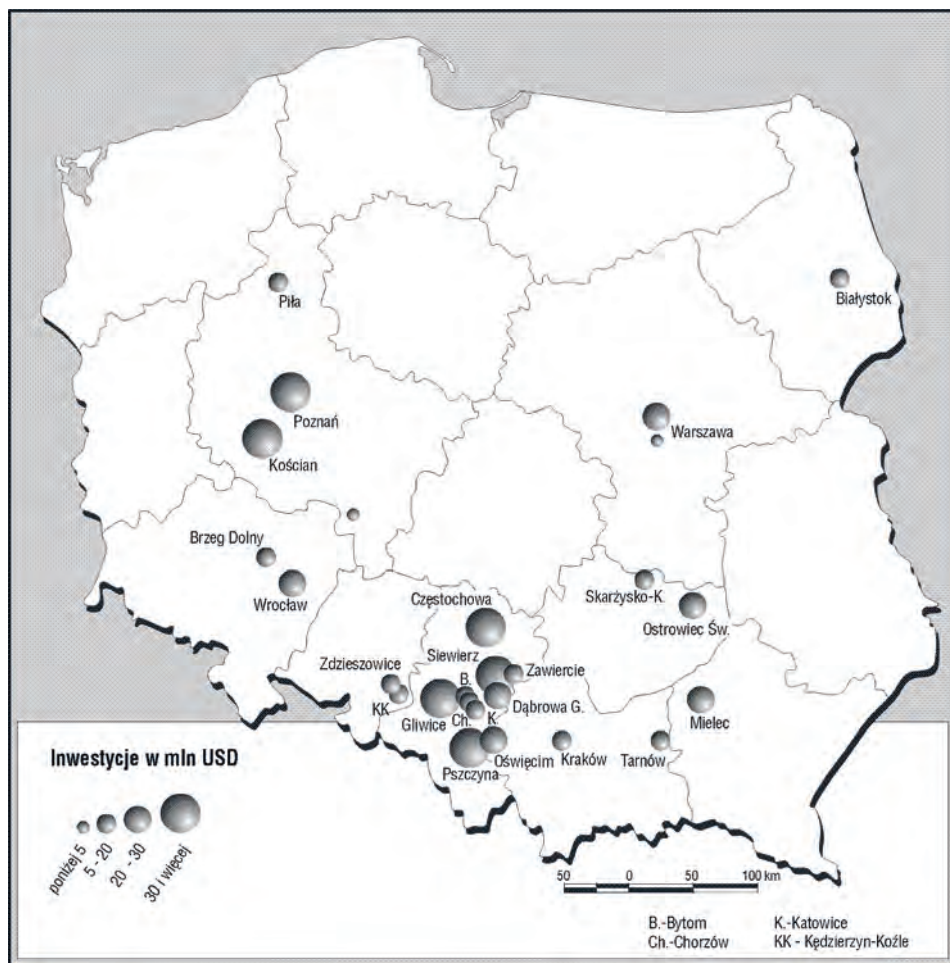 Piła
Białystok
Poznań
Warszawa
Kościan
Brzeg Dolny
Wrocław
Skarżysko-K.
Częstochowa
Ostrowiec Św.
Siewierz
Zdzieszowice
B.
Zawiercie
KK
Dąbrowa G.
Gliwice
Ch.
K.
Mielec
Pszczyna
Oświęcim
Kraków
Tarnów
Inwestycje w mln USD
poniżej 5
5 - 20
20 - 30
30 i więcej
50 0 50 100 km
B.-Bytom K.-Katowice
Ch.-Chorzów KK - Kędzierzyn-Koźle